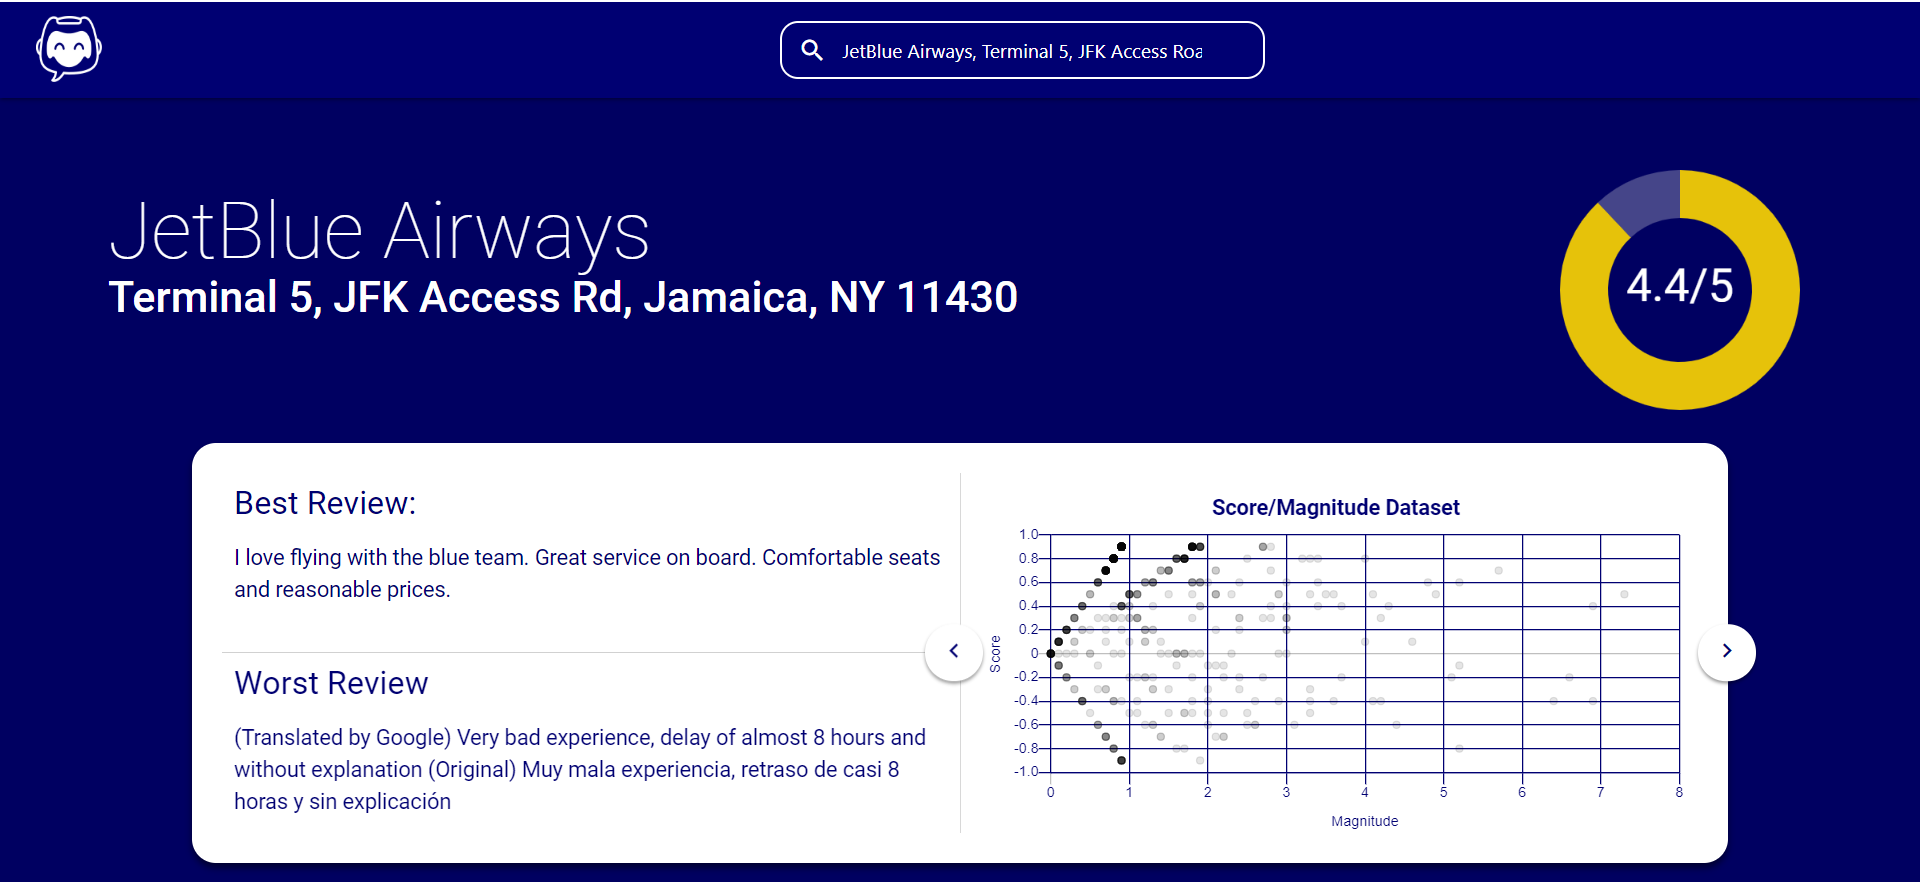 JetBlue Airways, Terminal 5, JFK Access Roa
JetBlue Airways
Terminal 5, JFK Access Rd, Jamaica, NY 11430
4.4/5
Best Review:
I love flying with the blue team. Great service on board. Comfortable seats
and reasonable prices.
Worst Review
(Translated by Google) Very bad experience, delay of almost 8 hours and
without explanation (Original) Muy mala experiencia, retraso de casi 8
horas y sin explicación
Score/Magnitude Dataset
1.0
0.8
0.6
0.4
0.2
0
-0.2
-0.4
-0.6
-0.8
-1.0
Score
0 1 2 3 4 5 6 7 8
Magnitude